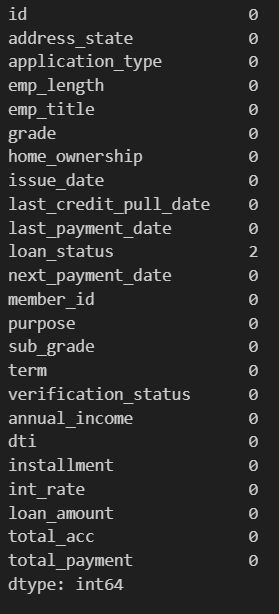 id 0
address_state 0
application_type 0
emp_length 0
emp_title 0
grade 0
home_ownership 0
issue_date 0
last_credit_pull_date 0
last_payment_date 0
loan_status 2
next_payment_date 0
member_id 0
purpose 0
sub_grade 0
term 0
verification_status 0
annual_income 0
dti 0
installment 0
int_rate 0
loan_amount 0
total_acc 0
total_payment 0
dtype: int64